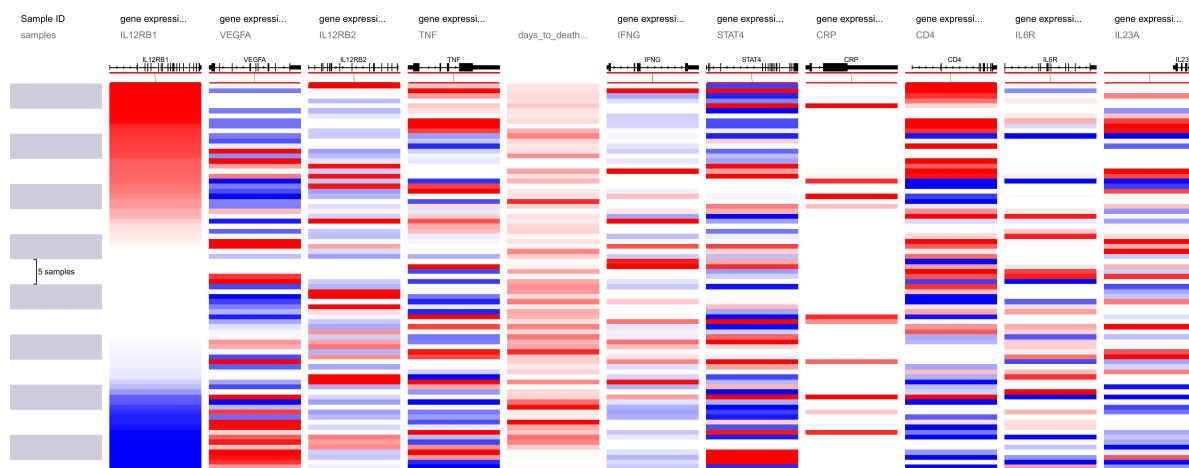 Sample ID gene expressi... gene expressi... gene expressi... gene expressi... gene expressi... gene expressi... gene expressi... gene expressi... gene expressi... gene expressi...
samples IL12RB1 VEGFA IL12RB2 TNF days_to_death... IFNG STAT4 CRP CD4 IL6R IL23A
IL12RB1 VEGFA IL12RB2 TNF IFNG STAT4 CRP CD4 IL6R IL23
5 samples